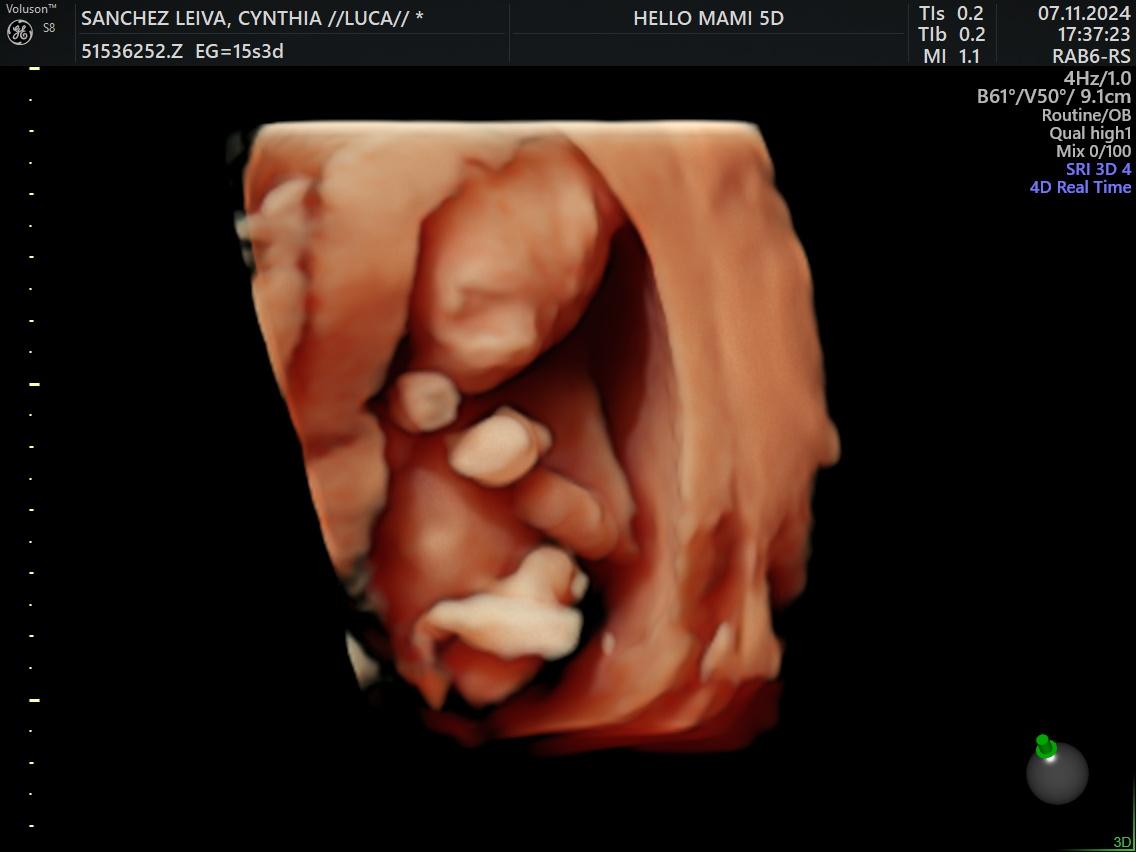 Voluson™
S8
SANCHEZ LEIVA, CYNTHIA //LUCA// *
HELLO MAMI 5D
51536252.Z EG=15s3d
TIs 0.2
TIb 0.2
MI 1.1
07.11.2024
17:37:23
RAB6-RS
4Hz/1.0
B61°/V50°/ 9.1cm
Routine/OB
Qual high1
Mix 0/100
SRI 3D 4
4D Real Time
3D